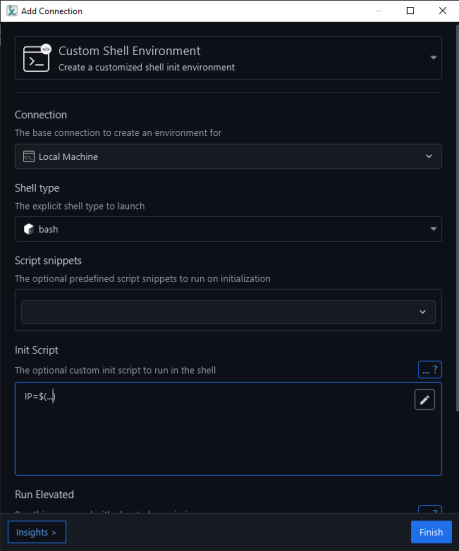 Add Connection
Custom Shell Environment
Create a customized shell init environment
Connection
The base connection to create an environment for
Local Machine
Shell type
The explicit shell type to launch
bash
Script snippets
The optional predefined script snippets to run on initialization
Init Script
The optional custom init script to run in the shell
... ?
IP=$(...)
Run Elevated
Insights >
Finish